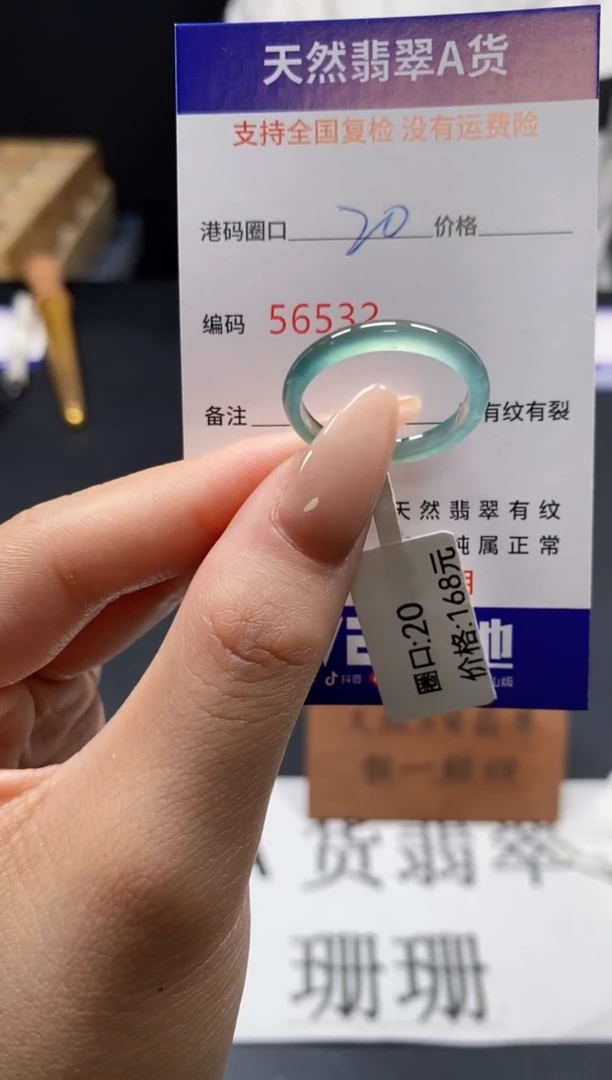 天然翡翠A货
支持全国复检 没有运费险
港码圈口 20 价格
编码 56532
备注 有纹有裂
天然翡翠有纹
纯属正常
圈口:20
价格:168元
抖音
货翡翠
珊珊